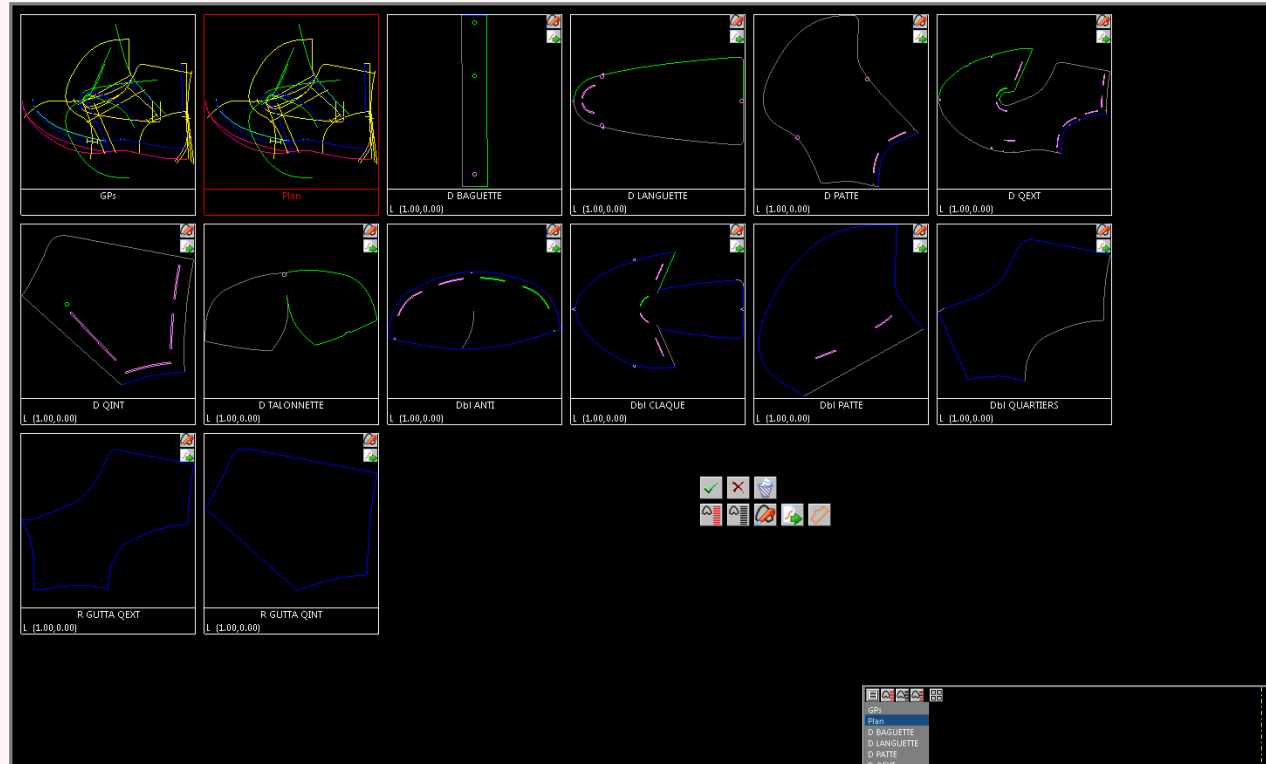 GPs
Plan
D BAGUETTE
L (1.00,0.00)
D LANGUETTE
L (1.00,0.00)
D PATTE
L (1.00,0.00)
D QEXT
L (1.00,0.00)
D QINT
L (1.00,0.00)
D TALONNETTE
L (1.00,0.00)
Dbl ANTI
L (1.00,0.00)
Dbl CLAQUE
L (1.00,0.00)
Dbl PATTE
L (1.00,0.00)
Dbl QUARTIERS
L (1.00,0.00)
R GUTTA QEXT
L (1.00,0.00)
R GUTTA QINT
L (1.00,0.00)
GPs
Plan
D BAGUETTE
D LANGUETTE
D PATTE